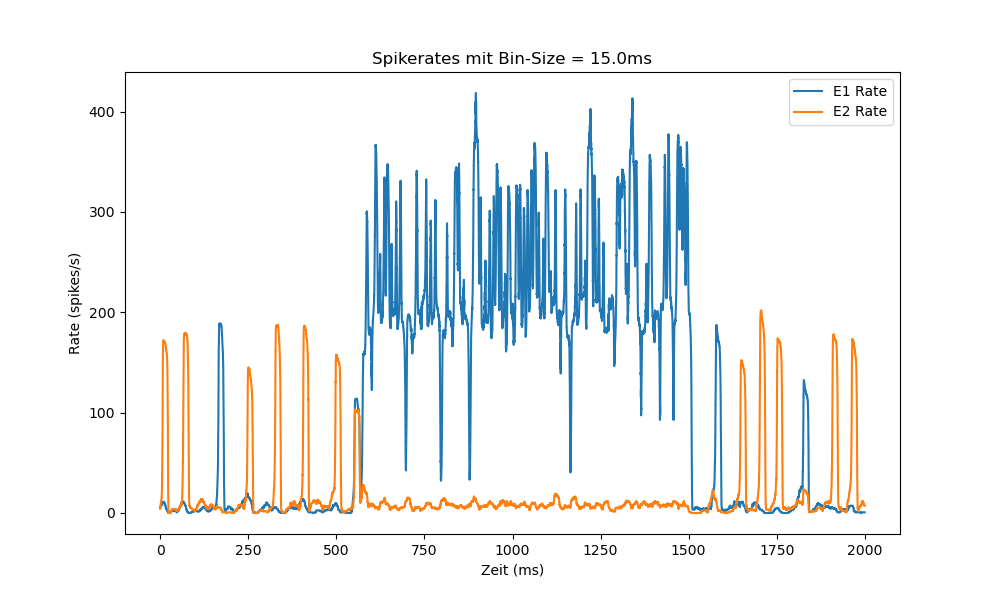 Spikerates mit Bin-Size = 15.0ms
E1 Rate
E2 Rate
400
300
200
100
0
Rate (spikes/s)
0 250 500 750 1000 1250 1500 1750 2000
Zeit (ms)